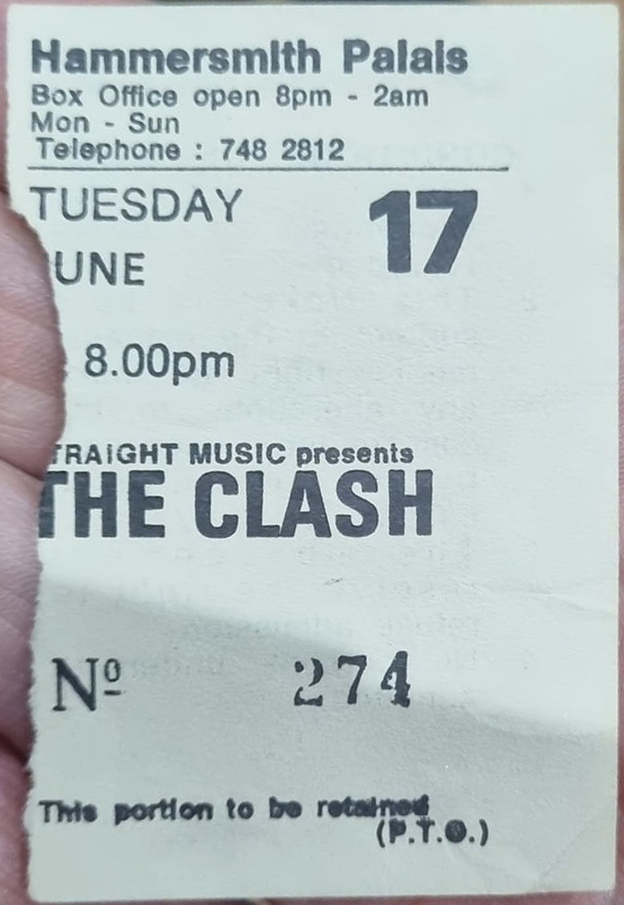 Hammersmith Palais
Box Office open 8pm - 2am
Mon - Sun
Telephone : 748 2812
TUESDAY 17
UNE
8.00pm
TRAIGHT MUSIC presents
THE CLASH
Nº 274
This portion to be retained
(P.T.O.)